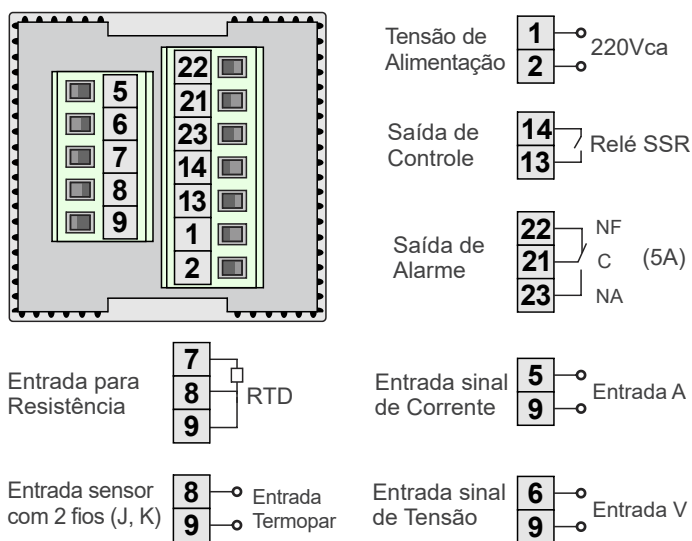 5
6
7
8
9
22
21
23
14
13
1
2
Tensão de
Alimentação
1
2
220Vca
Saída de
Controle
14
13
Relé SSR
Saída de
Alarme
22
21
23
NF
C
NA
(5A)
Entrada para
Resistência
7
8
9
RTD
Entrada sinal
de Corrente
5
9
Entrada A
Entrada sensor
com 2 fios (J, K)
8
9
Entrada
Termopar
Entrada sinal
de Tensão
6
9
Entrada V